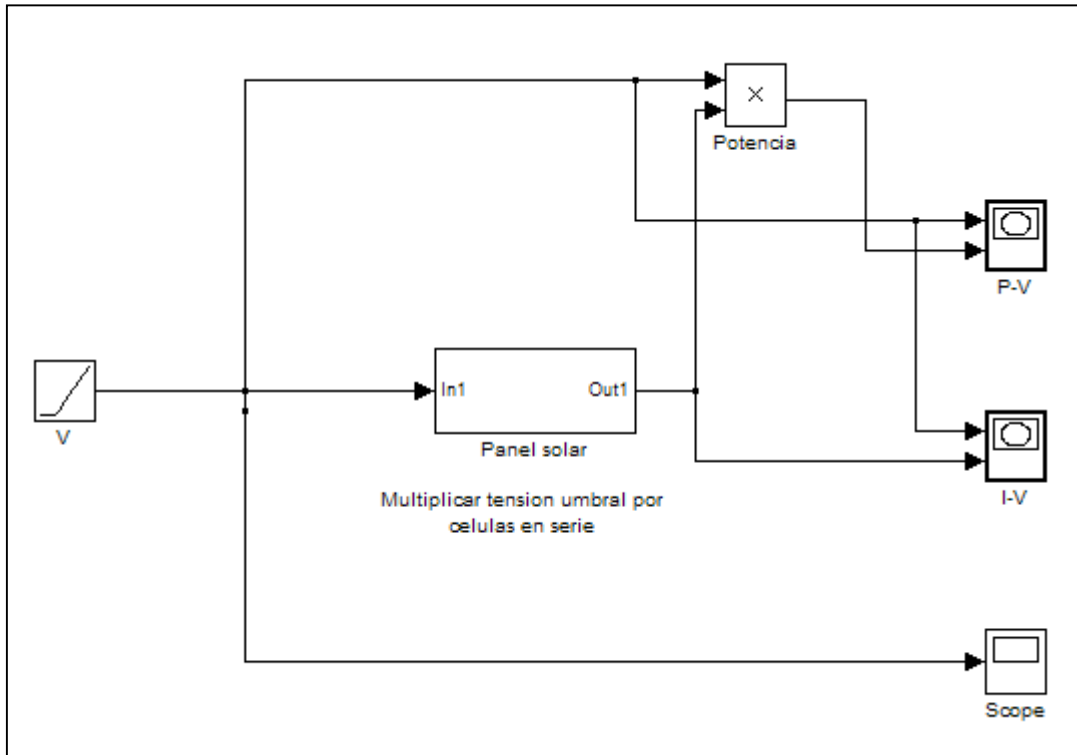 ×
Potencia
P-V
V
In1
Out1
Panel solar
Multiplicar tension umbral por
celulas en serie
I-V
Scope